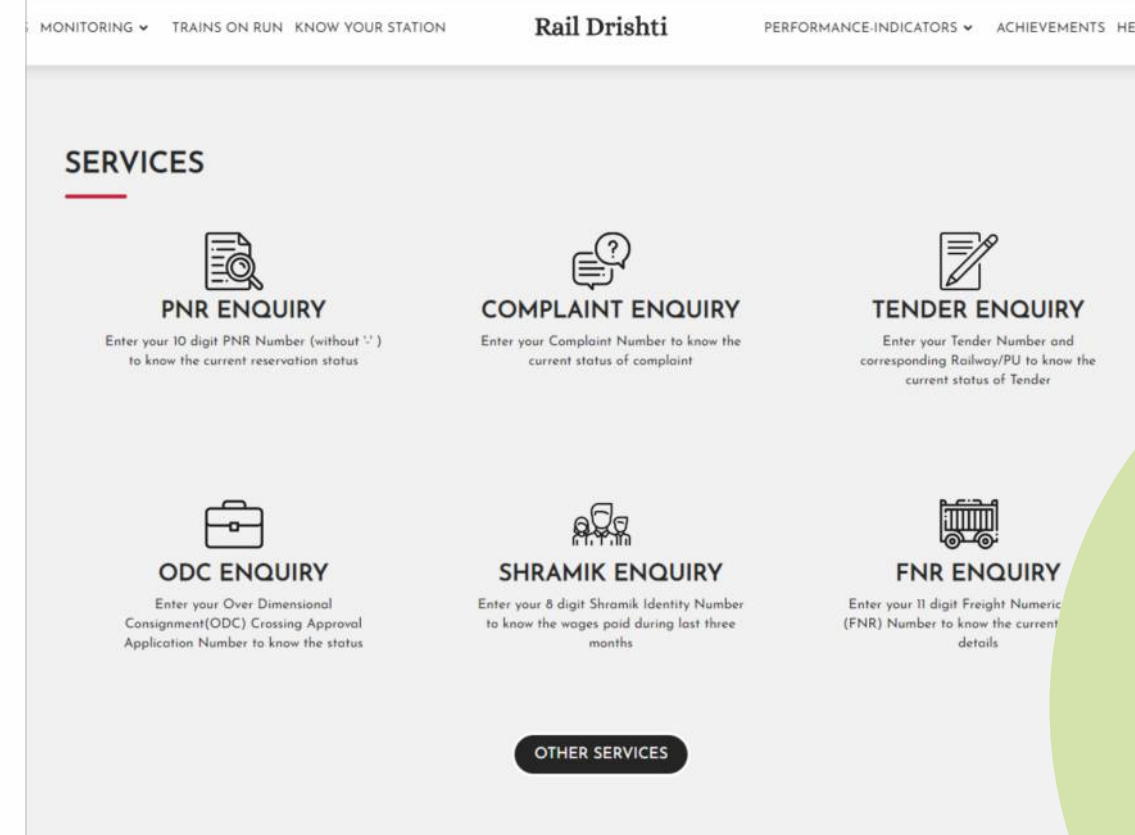 MONITORING TRAINS ON RUN KNOW YOUR STATION Rail Drishti PERFORMANCE-INDICATORS ACHIEVEMENTS HE
SERVICES
PNR ENQUIRY
Enter your 10 digit PNR Number (without '-' )
to know the current reservation status
COMPLAINT ENQUIRY
Enter your Complaint Number to know the
current status of complaint
TENDER ENQUIRY
Enter your Tender Number and
corresponding Railway/PU to know the
current status of Tender
ODC ENQUIRY
Enter your Over Dimensional
Consignment(ODC) Crossing Approval
Application Number to know the status
SHRAMIK ENQUIRY
Enter your 8 digit Shramik Identity Number
to know the wages paid during last three
months
FNR ENQUIRY
Enter your 11 digit Freight Numeric
(FNR) Number to know the current
details
OTHER SERVICES